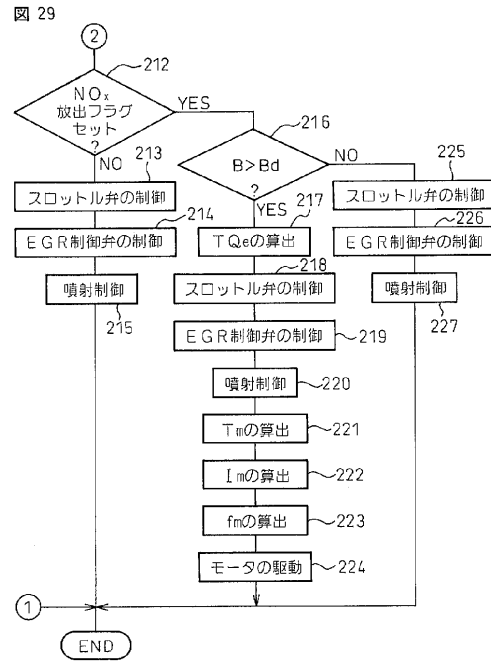 図 29
2
212
NOx
放出フラグ
セット
?
YES
NO
216
B>Bd
?
NO
YES
213
スロットル弁の制御
214
EGR制御弁の制御
噴射制御
215
217
TQeの算出
218
スロットル弁の制御
EGR制御弁の制御
219
噴射制御
220
Tmの算出
221
Imの算出
222
fmの算出
223
モータの駆動
224
225
スロットル弁の制御
226
EGR制御弁の制御
噴射制御
227
1
END